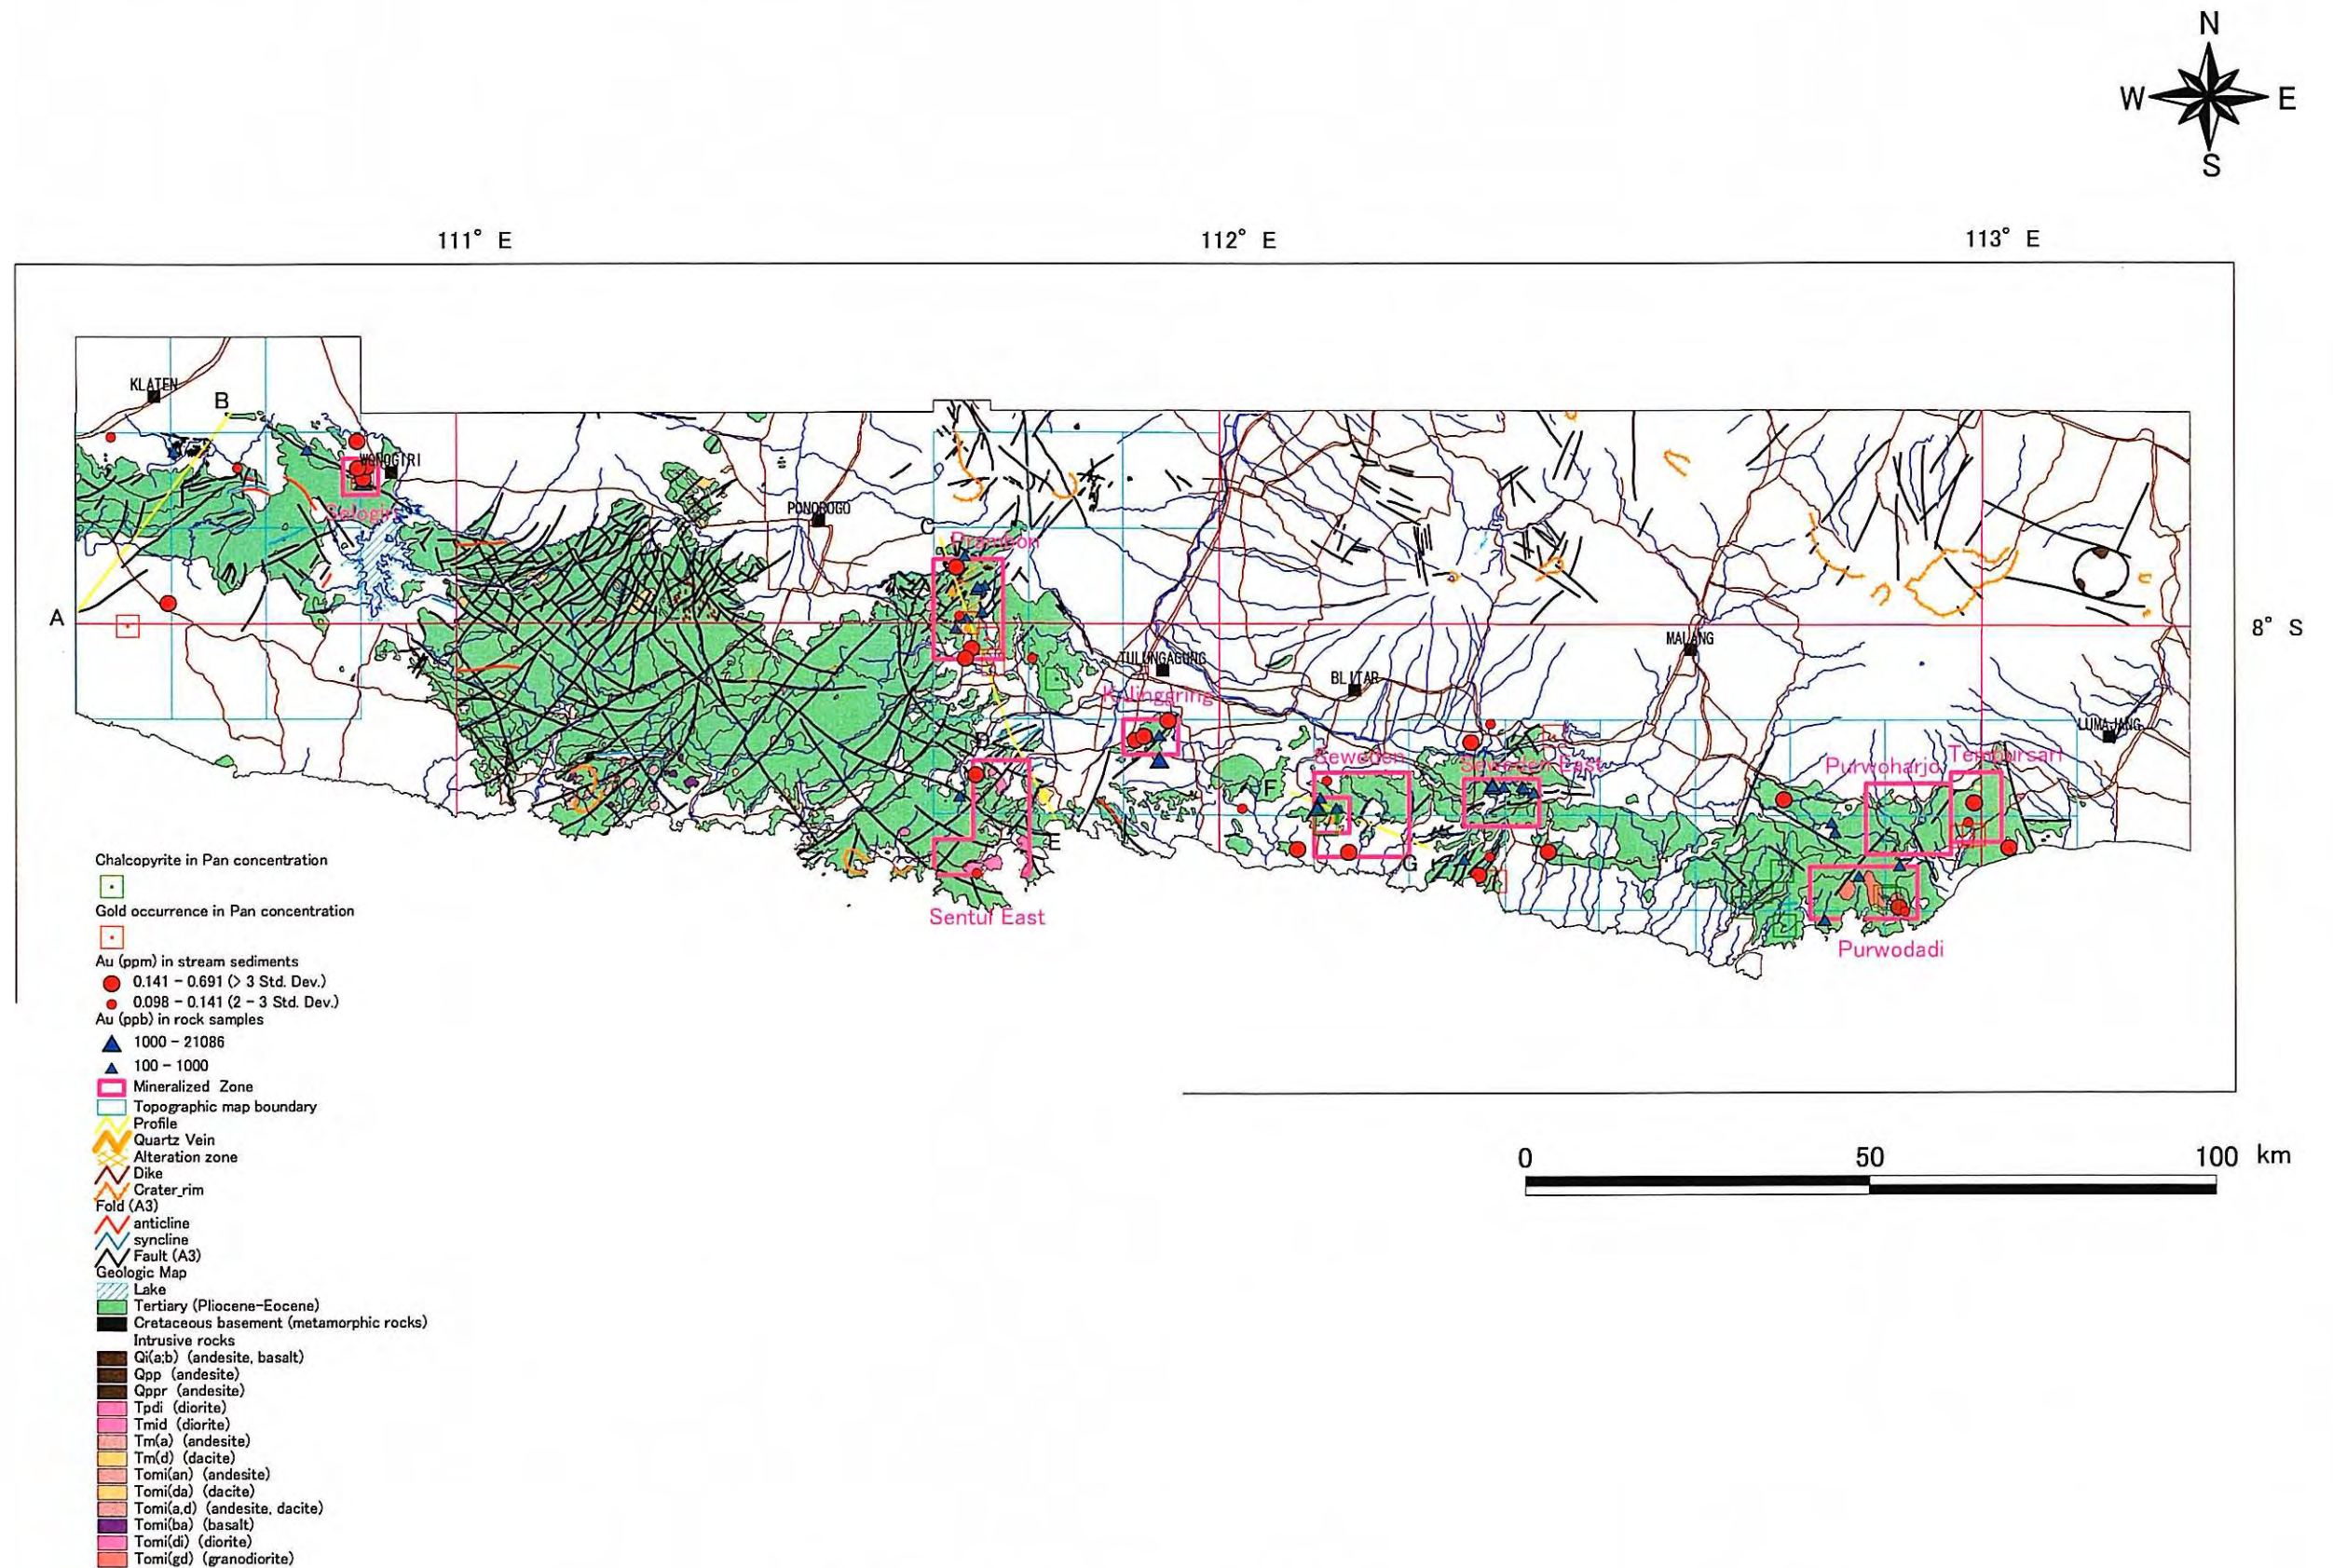 N
W E
S
111° E 112° E 113° E
KLATEN
B
WONOGIRI
Selogiri
PONOROGO
C
Prambon
A
8° S
MALANG
TULUNGAGUNG
BLITAR
K.Jinggring
LUMAJANG
D
Seweden
Seweden East
Purwoharjo
Tempursari
F
E
G
Sentul East
Purwodadi
Chalcopyrite in Pan concentration
Gold occurrence in Pan concentration
Au (ppm) in stream sediments
0.141 - 0.691 (> 3 Std. Dev.)
0.098 - 0.141 (2 - 3 Std. Dev.)
Au (ppb) in rock samples
1000 - 21086
100 - 1000
Mineralized Zone
Topographic map boundary
Profile
Quartz Vein
Alteration zone
Dike
Crater_rim
Fold (A3)
anticline
syncline
Fault (A3)
Geologic Map
Lake
Tertiary (Pliocene-Eocene)
Cretaceous basement (metamorphic rocks)
Intrusive rocks
Qi(a;b) (andesite, basalt)
Qpp (andesite)
Qppr (andesite)
Tpdi (diorite)
Tmid (diorite)
Tm(a) (andesite)
Tm(d) (dacite)
Tomi(an) (andesite)
Tomi(da) (dacite)
Tomi(a,d) (andesite, dacite)
Tomi(ba) (basalt)
Tomi(di) (diorite)
Tomi(gd) (granodiorite)
0 50 100 km